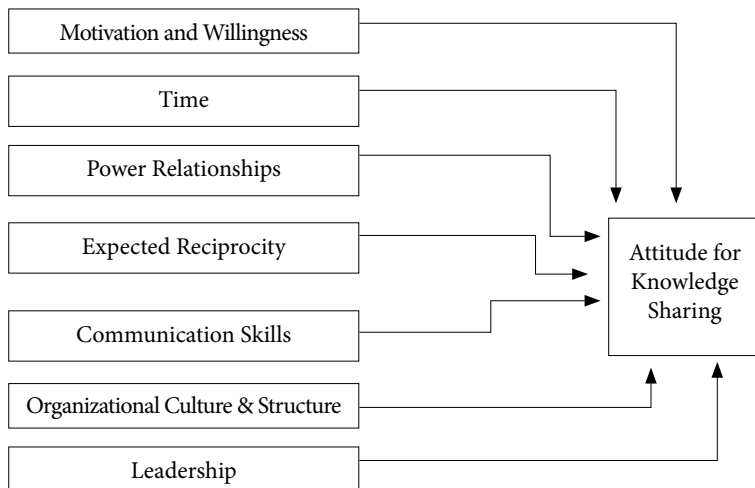 Motivation and Willingness
Time
Power Relationships
Expected Reciprocity
Communication Skills
Organizational Culture & Structure
Leadership
Attitude for
Knowledge
Sharing